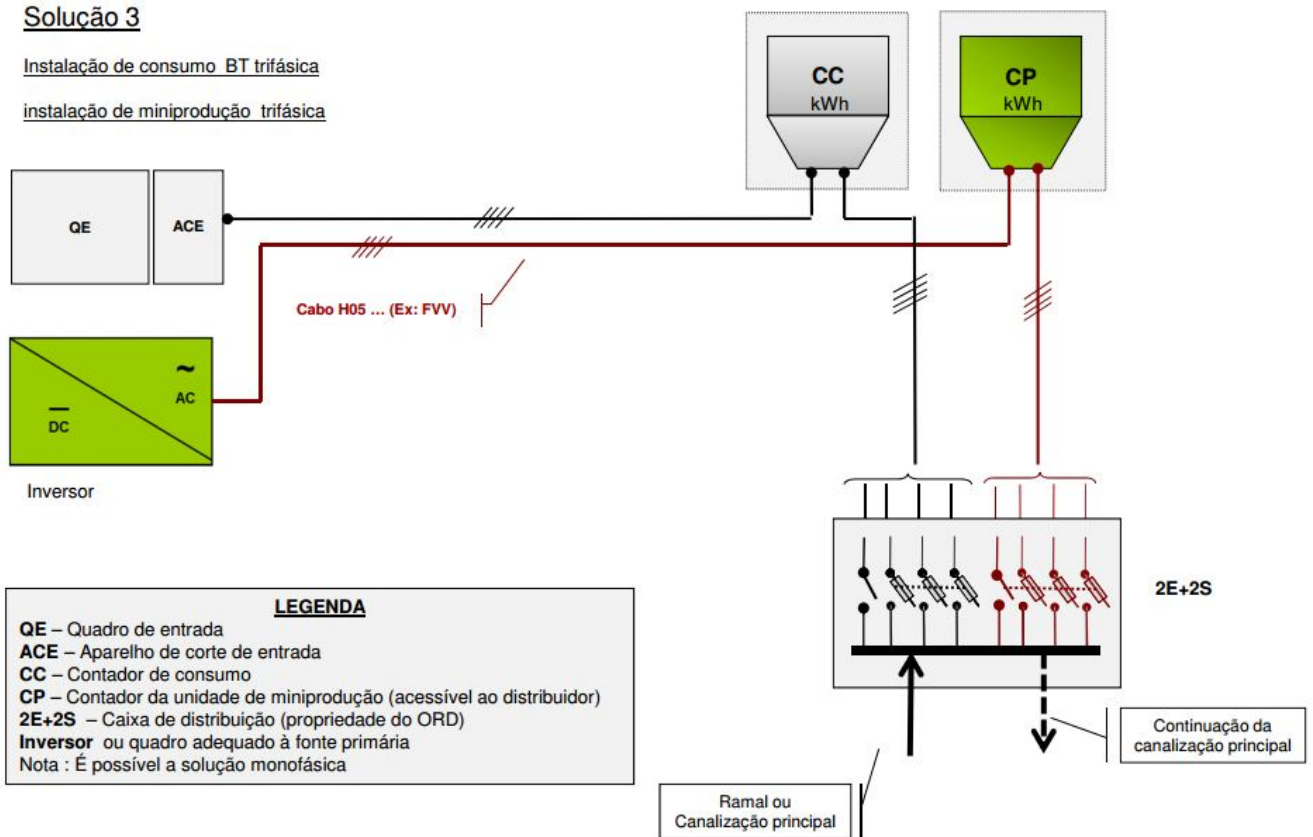 Solução 3
Instalação de consumo BT trifásica
instalação de miniprodução trifásica
CC
kWh
CP
kWh
QE
ACE
Cabo H05 ... (Ex: FVV)
~
AC
DC
Inversor
2E+2S
LEGENDA
QE – Quadro de entrada
ACE – Aparelho de corte de entrada
CC – Contador de consumo
CP – Contador da unidade de miniprodução (acessível ao distribuidor)
2E+2S – Caixa de distribuição (propriedade do ORD)
Inversor ou quadro adequado à fonte primária
Nota : É possível a solução monofásica
Continuação da
canalização principal
Ramal ou
Canalização principal